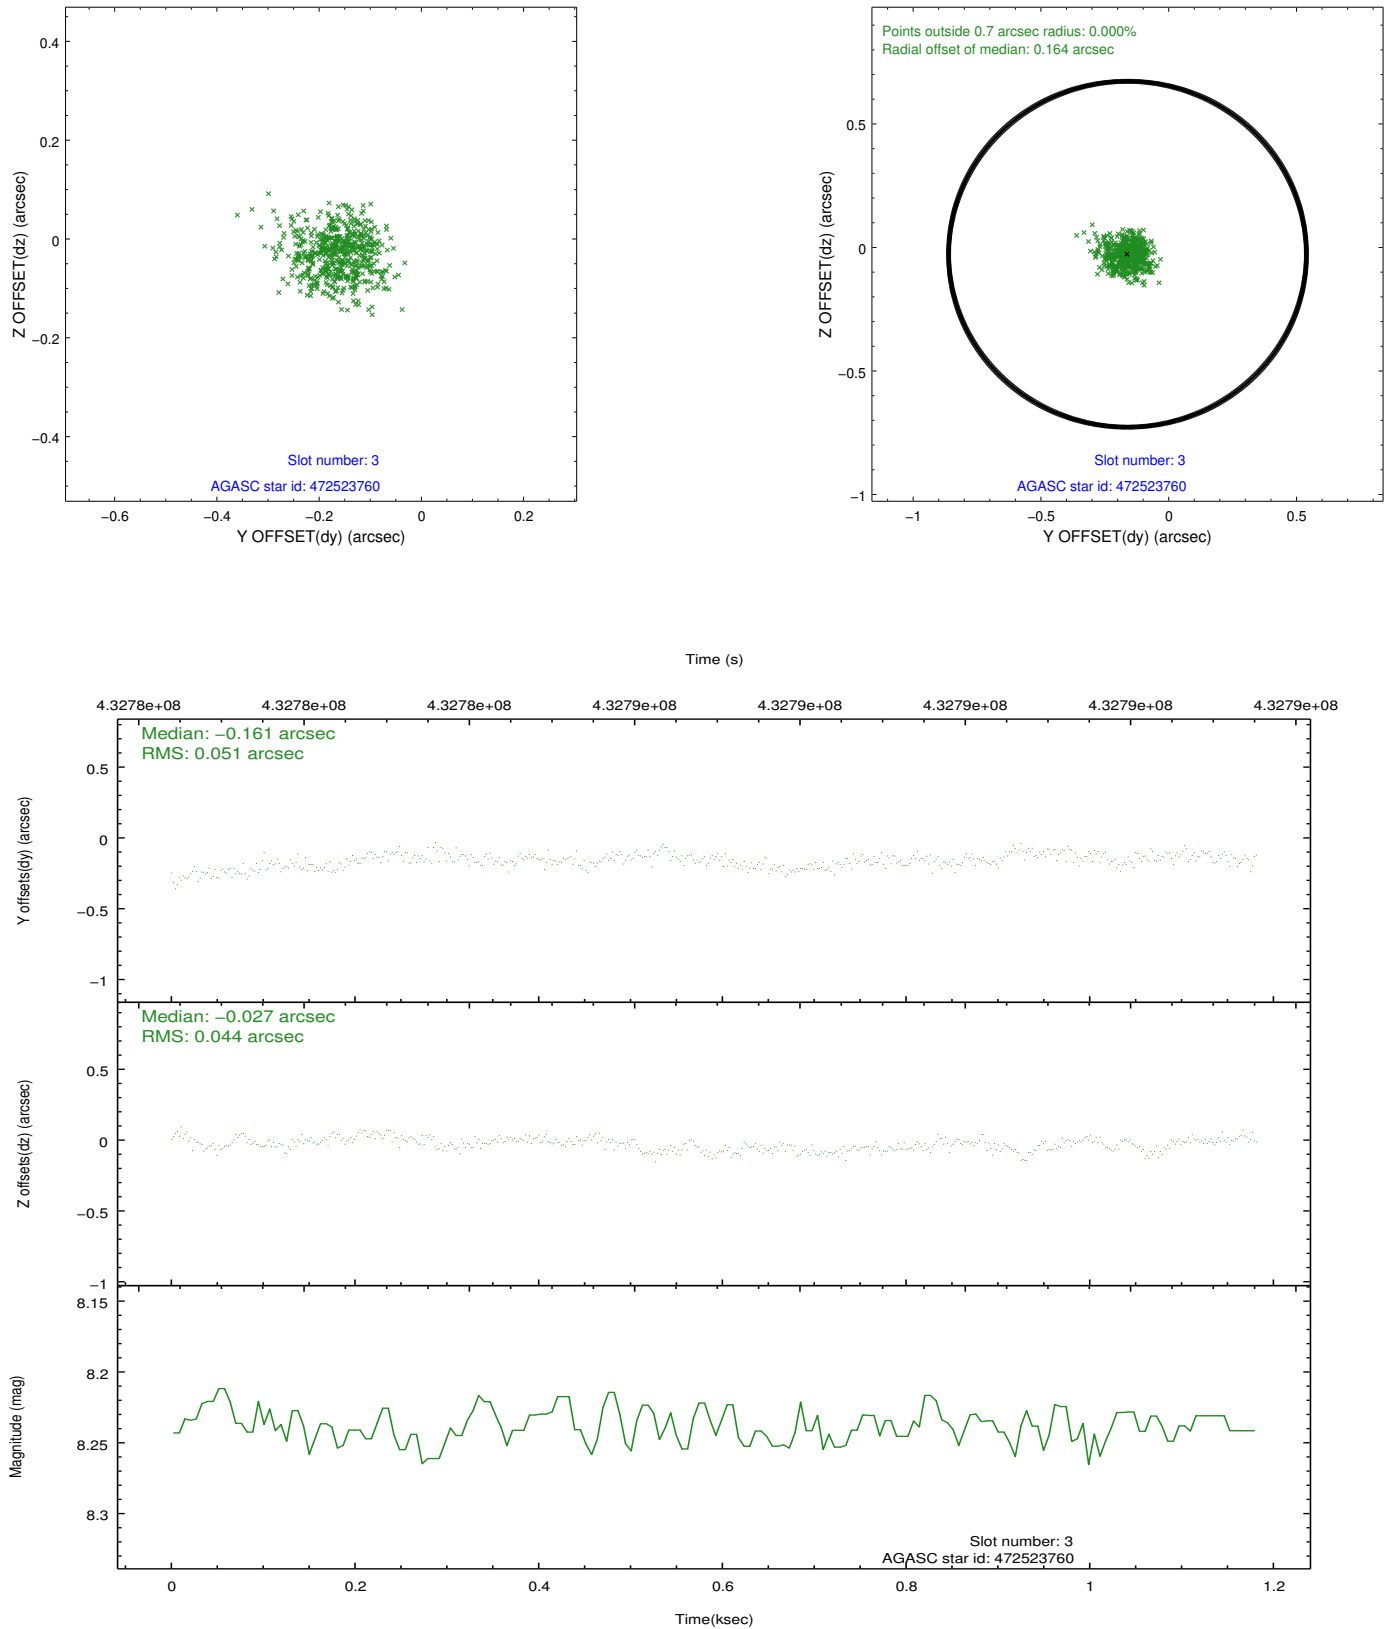 0.4
0.2
0
−0.2
−0.4
Z OFFSET(dz) (arcsec)
Slot number: 3
AGASC star id: 472523760
−0.6 −0.4 −0.2 0 0.2
Y OFFSET(dy) (arcsec)
Points outside 0.7 arcsec radius: 0.000%
Radial offset of median: 0.164 arcsec
0.5
0
−0.5
−1
Z OFFSET(dz) (arcsec)
Slot number: 3
AGASC star id: 472523760
−1 −0.5 0 0.5
Y OFFSET(dy) (arcsec)
Time (s)
4.3278e+08 4.3278e+08 4.3278e+08 4.3279e+08 4.3279e+08 4.3279e+08 4.3279e+08 4.3279e+08
Median: −0.161 arcsec
RMS: 0.051 arcsec
0.5
0
−0.5
−1
Y offsets(dy) (arcsec)
Median: −0.027 arcsec
RMS: 0.044 arcsec
0.5
0
−0.5
−1
Z offsets(dz) (arcsec)
8.15
8.2
8.25
8.3
Magnitude (mag)
Slot number: 3
AGASC star id: 472523760
0 0.2 0.4 0.6 0.8 1 1.2
Time(ksec)